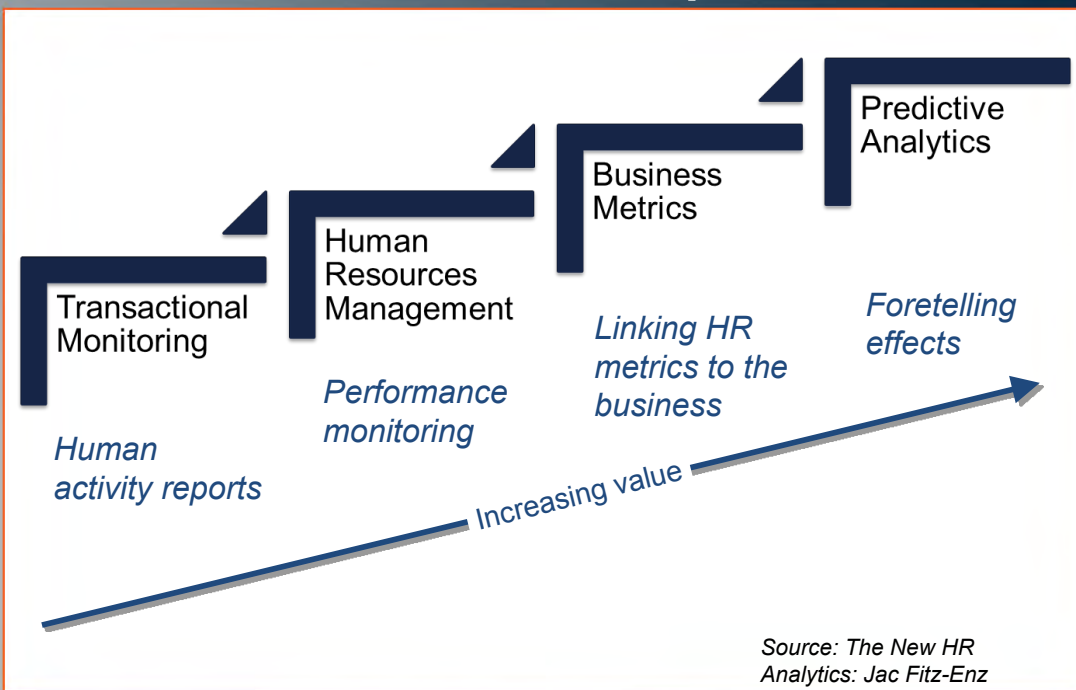 Transactional
Monitoring
Human
activity reports
Human
Resources
Management
Performance
monitoring
Business
Metrics
Linking HR
metrics to the
business
Predictive
Analytics
Foretelling
effects
Increasing value
Source: The New HR
Analytics: Jac Fitz-Enz